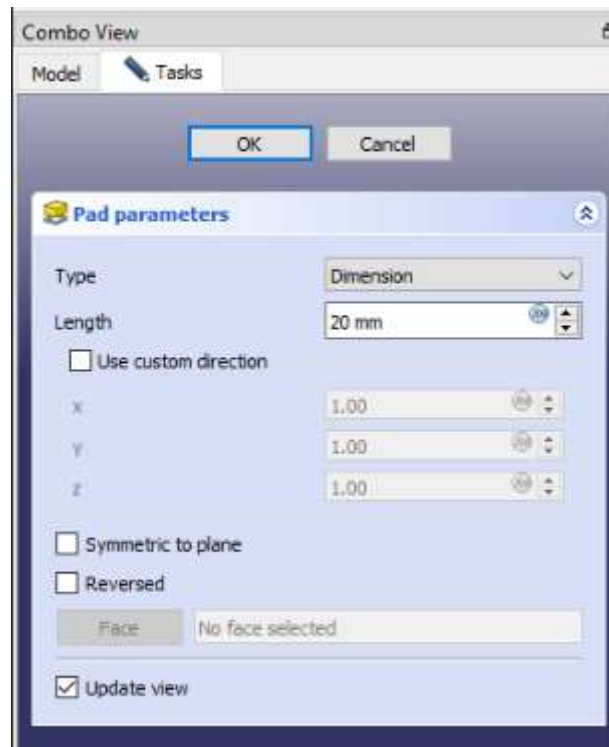 Combo View
Model Tasks
OK Cancel
Pad parameters
Type Dimension
Length 20 mm
Use custom direction
x 1.00
y 1.00
z 1.00
Symmetric to plane
Reversed
Face No face selected
Update view